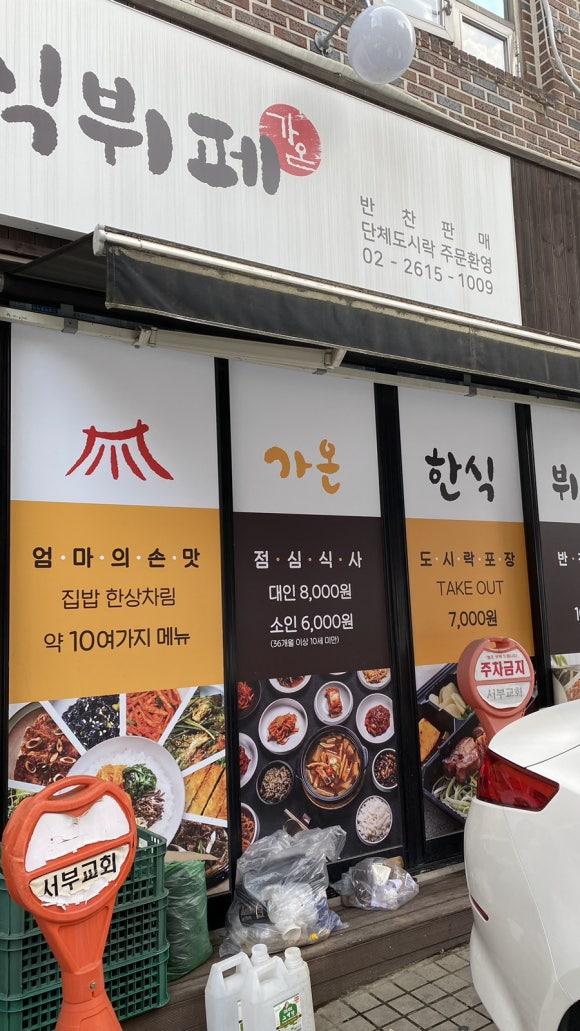 식뷔페
가온
반찬판매
단체도시락 주문환영
02 - 2615 - 1009
가온
한식
뷔
엄·마·의·손·맛
집밥 한상차림
약 10여가지 메뉴
점·심·식·사
대인 8,000원
소인 6,000원
(36개월 이상 10세 미만)
도·시·락·포·장
TAKE OUT
7,000원
반
주차금지
서부교회
서부교회